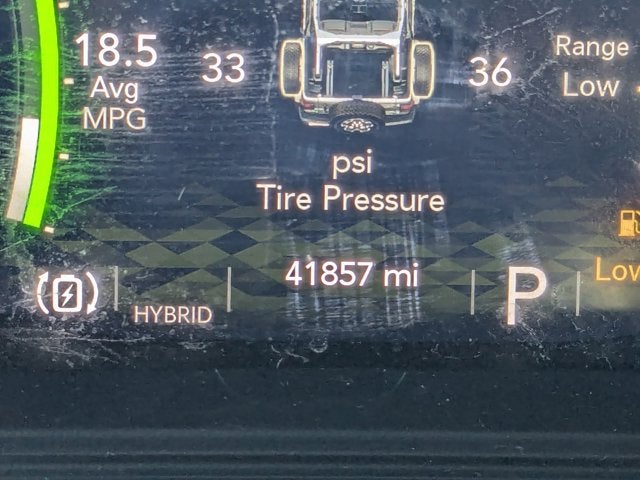 18.5
Avg
MPG
33
36
Range
Low
psi
Tire Pressure
41857 mi
HYBRID
P
Low